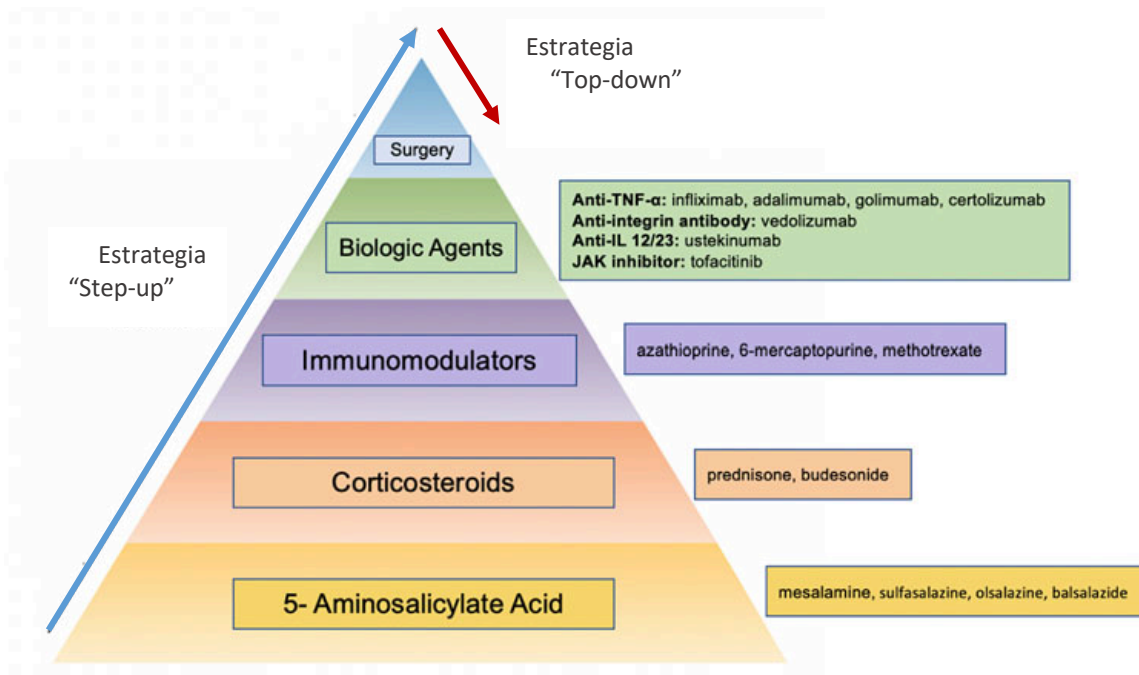 Estrategia
“Top-down”
Surgery
Anti-TNF-α: infliximab, adalimumab, golimumab, certolizumab
Anti-integrin antibody: vedolizumab
Anti-IL 12/23: ustekinumab
JAK inhibitor: tofacitinib
Biologic Agents
Estrategia
“Step-up”
Immunomodulators
azathioprine, 6-mercaptopurine, methotrexate
Corticosteroids
prednisone, budesonide
5- Aminosalicylate Acid
mesalamine, sulfasalazine, olsalazine, balsalazide